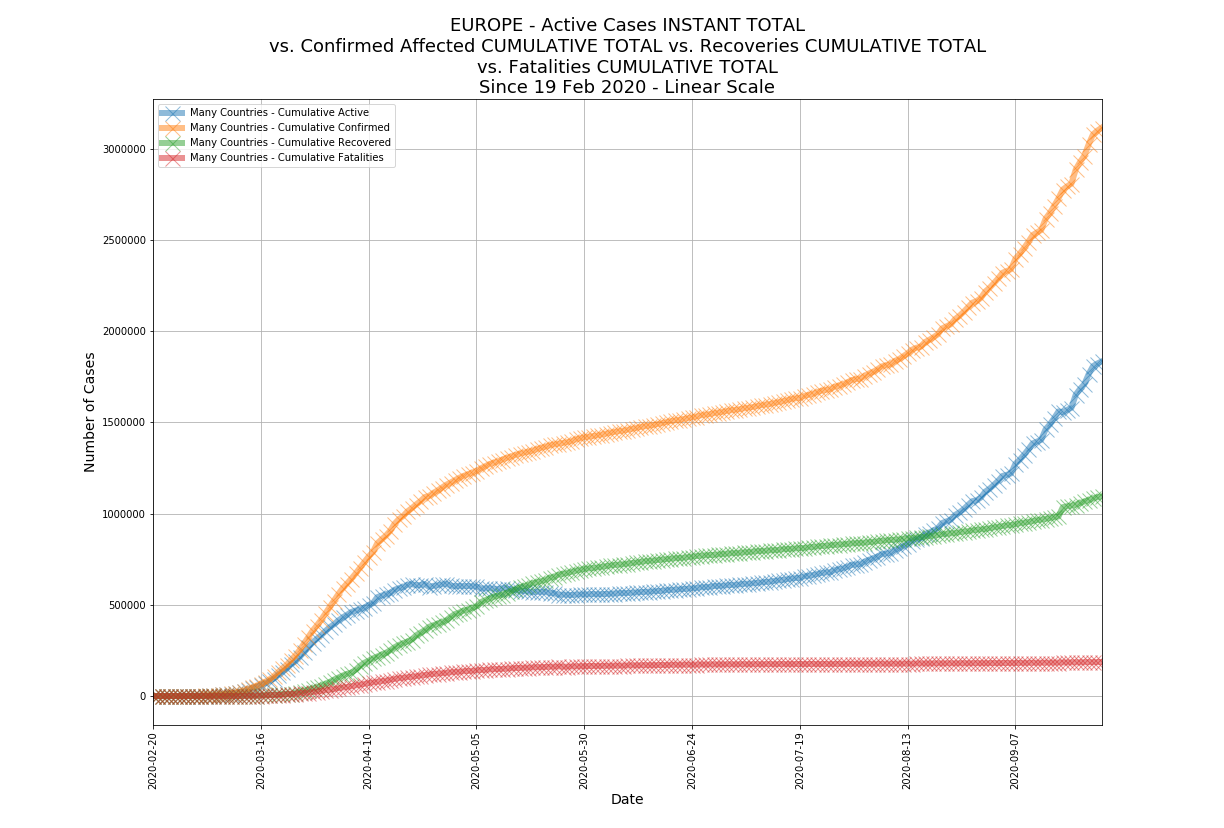 EUROPE - Active Cases INSTANT TOTAL
vs. Confirmed Affected CUMULATIVE TOTAL vs. Recoveries CUMULATIVE TOTAL
vs. Fatalities CUMULATIVE TOTAL
Since 19 Feb 2020 - Linear Scale
Many Countries - Cumulative Active
Many Countries - Cumulative Confirmed
Many Countries - Cumulative Recovered
Many Countries - Cumulative Fatalities
Number of Cases
3000000
2500000
2000000
1500000
1000000
500000
0
2020-02-20
2020-03-16
2020-04-10
2020-05-05
2020-05-30
2020-06-24
2020-07-19
2020-08-13
2020-09-07
Date